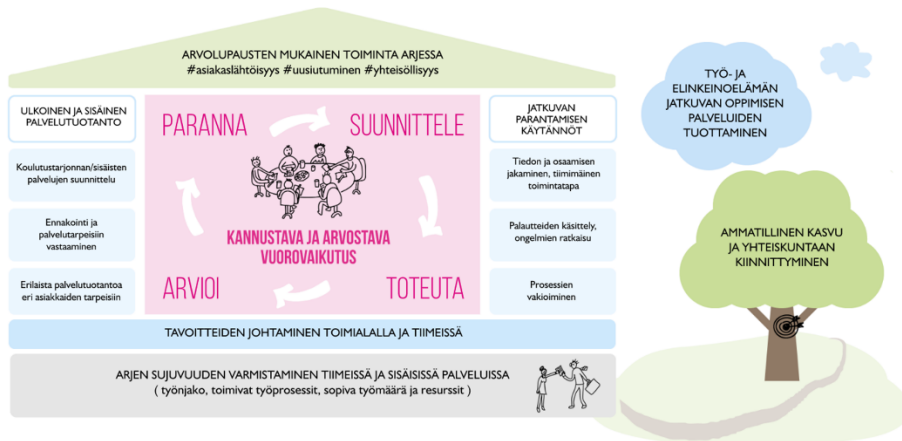 ARVOLUPAUSTEN MUKAINEN TOIMINTA ARJESSA
#asiakaslähtöisyys #uusiutuminen #yhteisöllisyys
ULKOINEN JA SISÄINEN
PALVELUTUOTANTO
Koulutustarjonnan/sisäisten
palvelujen suunnittelu
Ennakointi ja
palvelutarpeisiin
vastaaminen
Erilaista palvelutuotantoa
eri asiakkaiden tarpeisiin
PARANNA
SUUNNITTELE
KANNUSTAVA JA ARVOSTAVA
VUOROVAIKUTUS
ARVIOI
TOTEUTA
JATKUVAN
PARANTAMISEN
KÄYTÄNNÖT
Tiedon ja osaamisen
jakaminen, tiimimäinen
toimintatapa
Palautteiden käsittely,
ongelmien ratkaisu
Prosessien
vakioiminen
TAVOITTEIDEN JOHTAMINEN TOIMIALALLA JA TIIMEISSÄ
ARJEN SUJUVUUDEN VARMISTAMINEN TIIMEISSÄ JA SISÄISISSÄ PALVELUISSA
( työnjako, toimivat työprosessit, sopiva työmäärä ja resurssit )
TYÖ- JA
ELINKEINOELÄMÄN
JATKUVAN OPPIMISEN
PALVELUIDEN
TUOTTAMINEN
AMMATILLINEN KASVU
JA YHTEISKUNTAAN
KIINNITTYMINEN